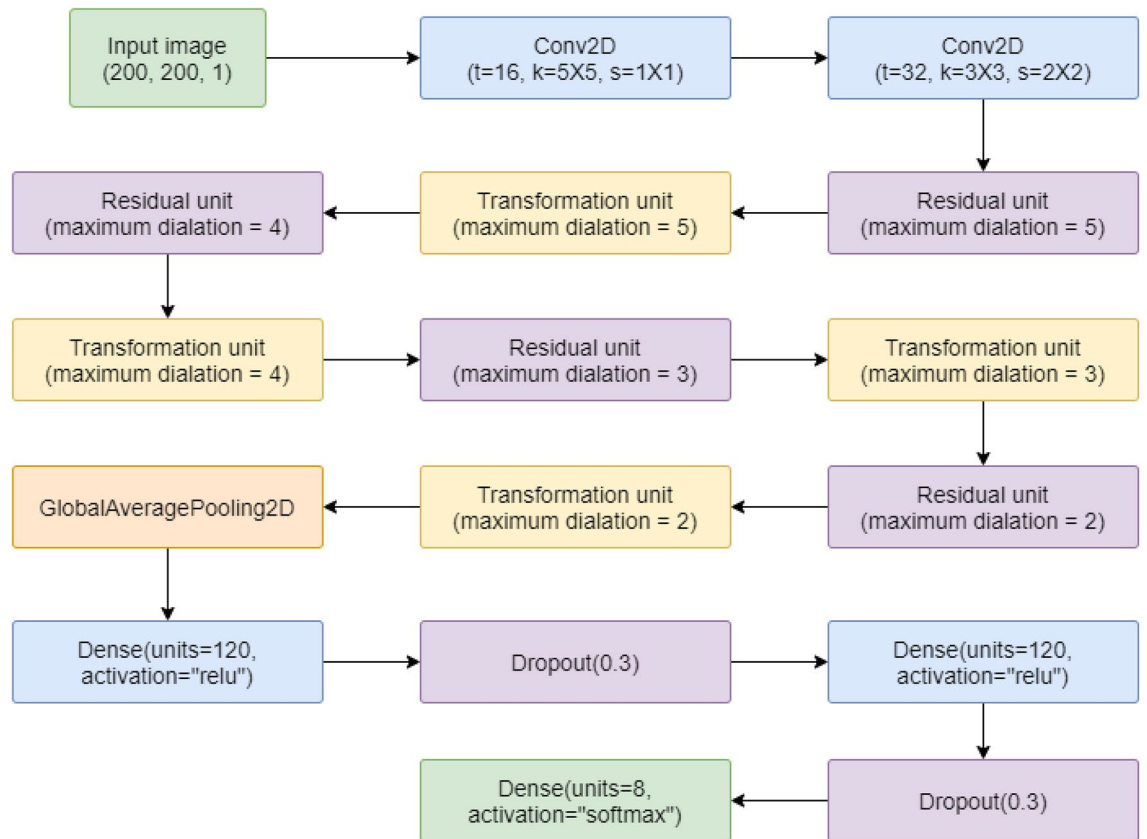 Input image
(200, 200, 1)
Conv2D
(t=16, k=5X5, s=1X1)
Conv2D
(t=32, k=3X3, s=2X2)
Residual unit
(maximum dialation = 5)
Transformation unit
(maximum dialation = 5)
Residual unit
(maximum dialation = 4)
Transformation unit
(maximum dialation = 4)
Residual unit
(maximum dialation = 3)
Transformation unit
(maximum dialation = 3)
Residual unit
(maximum dialation = 2)
Transformation unit
(maximum dialation = 2)
GlobalAveragePooling2D
Dense(units=120,
activation="relu")
Dropout(0.3)
Dense(units=120,
activation="relu")
Dropout(0.3)
Dense(units=8,
activation="softmax")